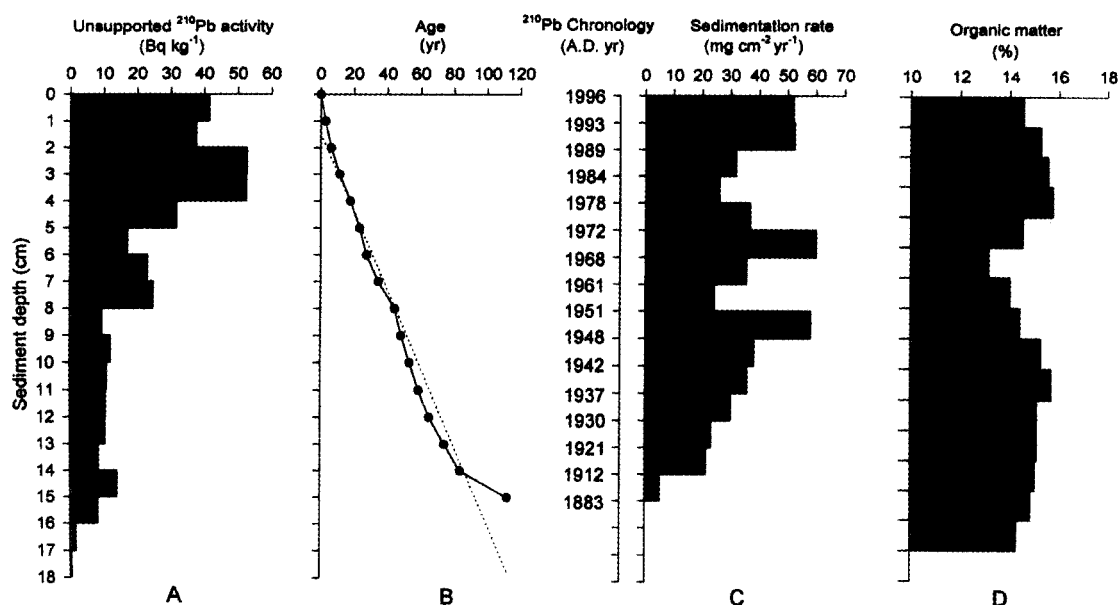 Unsupported ²¹⁰Pb activity
(Bq kg⁻¹)
0 10 20 30 40 50 60
Age
(yr)
0 20 40 60 80 100 120
²¹⁰Pb Chronology
(A.D. yr)
Sedimentation rate
(mg cm⁻² yr⁻¹)
0 10 20 30 40 50 60 70
Organic matter
(%)
10 12 14 16 18
Sediment depth (cm)
0
1
2
3
4
5
6
7
8
9
10
11
12
13
14
15
16
17
18
1996
1993
1989
1984
1978
1972
1968
1961
1951
1948
1942
1937
1930
1921
1912
1883
A
B
C
D